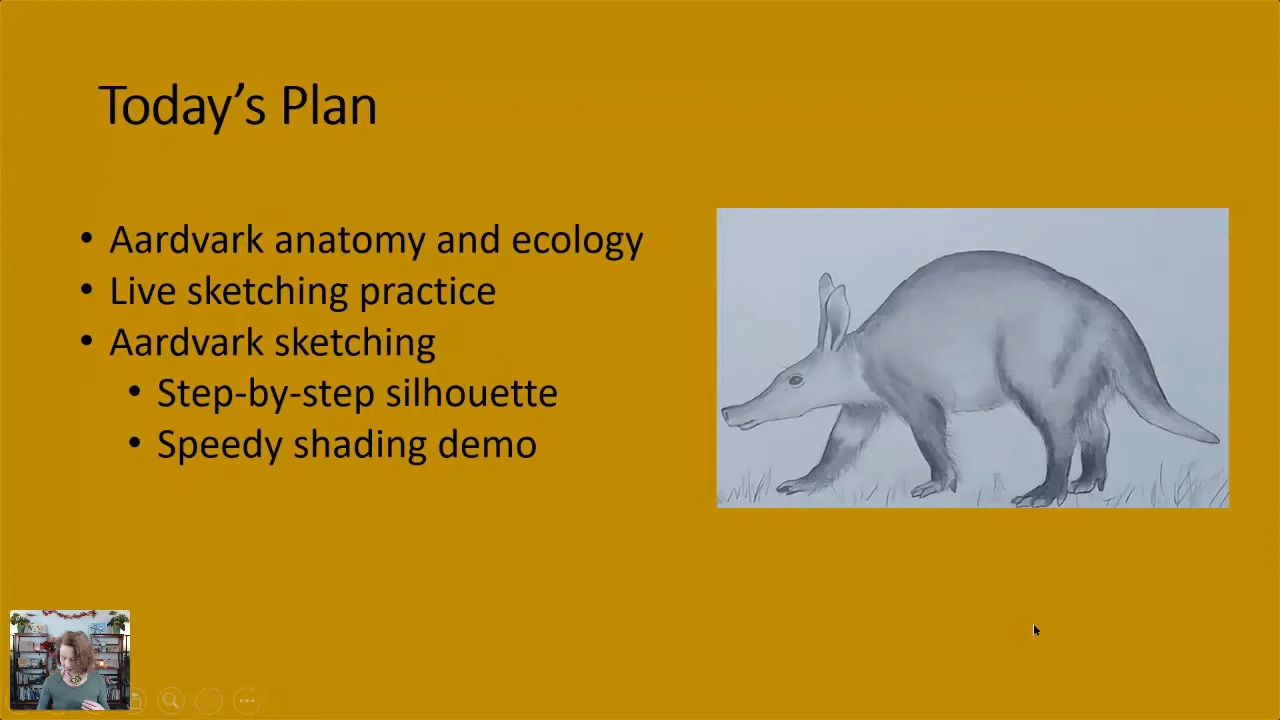 Today’s Plan
• Aardvark anatomy and ecology
• Live sketching practice
• Aardvark sketching
• Step-by-step silhouette
• Speedy shading demo